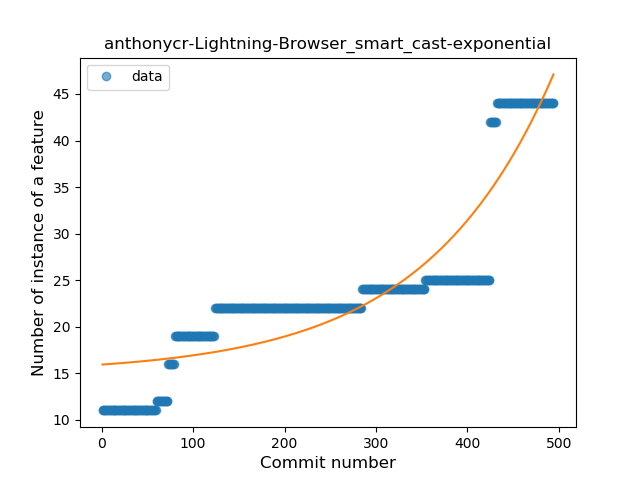 anthonycr-Lightning-Browser_smart_cast-exponential
data
Number of instance of a feature
45
40
35
30
25
20
15
10
0 100 200 300 400 500
Commit number